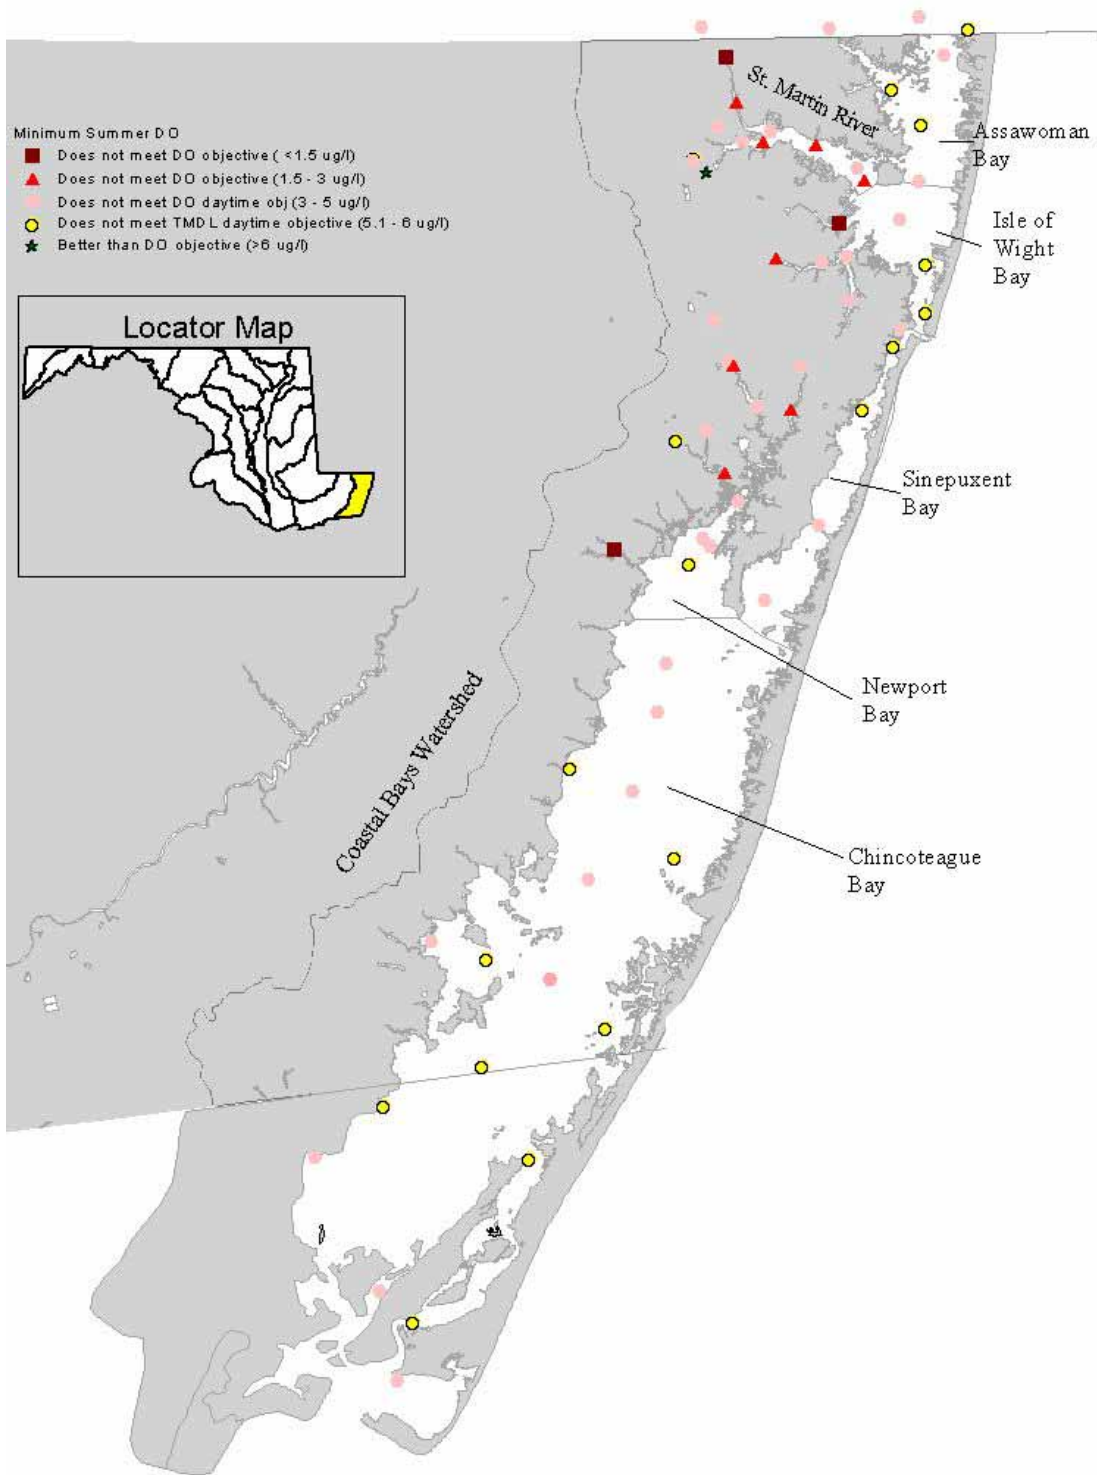 St. Martin River
Minimum Summer DO
Does not meet DO objective ( <1.5 ug/l)
Does not meet DO objective (1.5 - 3 ug/l)
Does not meet DO daytime obj (3 - 5 ug/l)
Does not meet TMDL daytime objective (5.1 - 6 ug/l)
Better than DO objective (>6 ug/l)
Assawoman
Bay
Isle of
Wight
Bay
Locator Map
Sinepuxent
Bay
Newport
Bay
Coastal Bays Watershed
Chincoteague
Bay